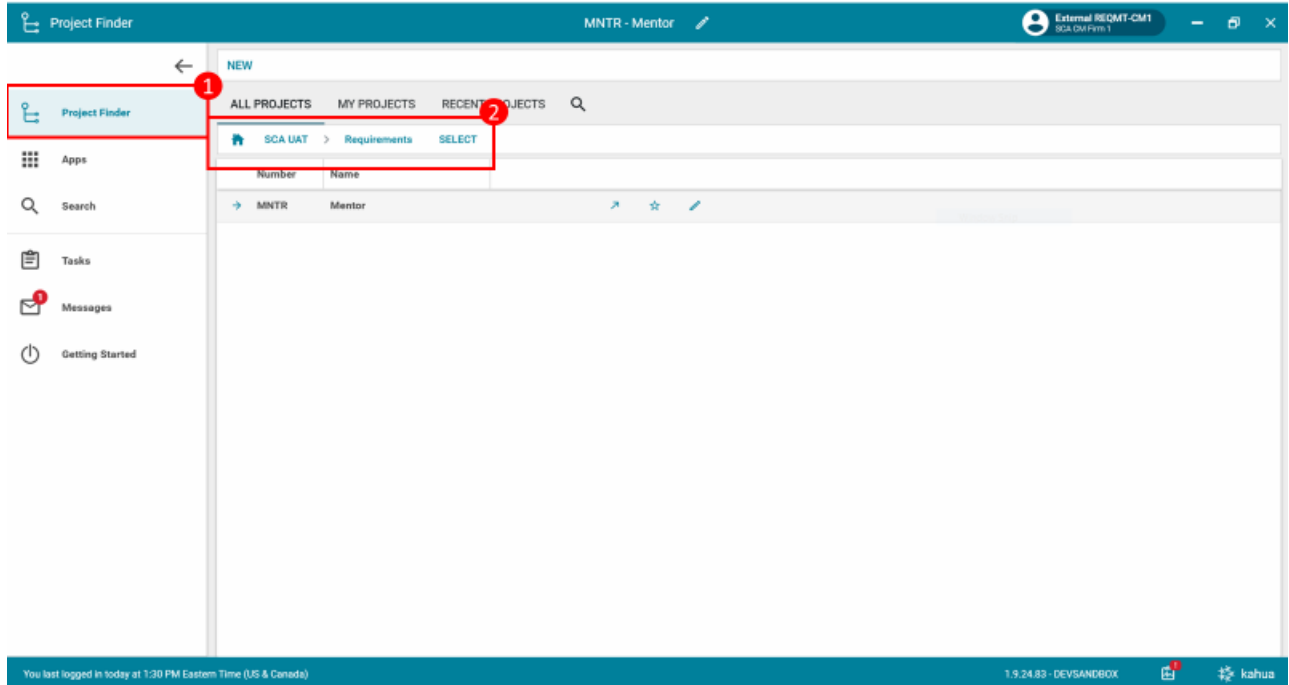 Project Finder
MNTR - Mentor
External REQMT-CM1
SCA CM Firm 1
1
Project Finder
Apps
Search
Tasks
1
Messages
Getting Started
NEW
ALL PROJECTS MY PROJECTS RECENT
2
SCA UAT > Requirements SELECT
Number Name
MNTR Mentor
You last logged in today at 1:30 PM Eastern Time (US & Canada)
1.9.24.83 - DEVSANDBOX
kahua